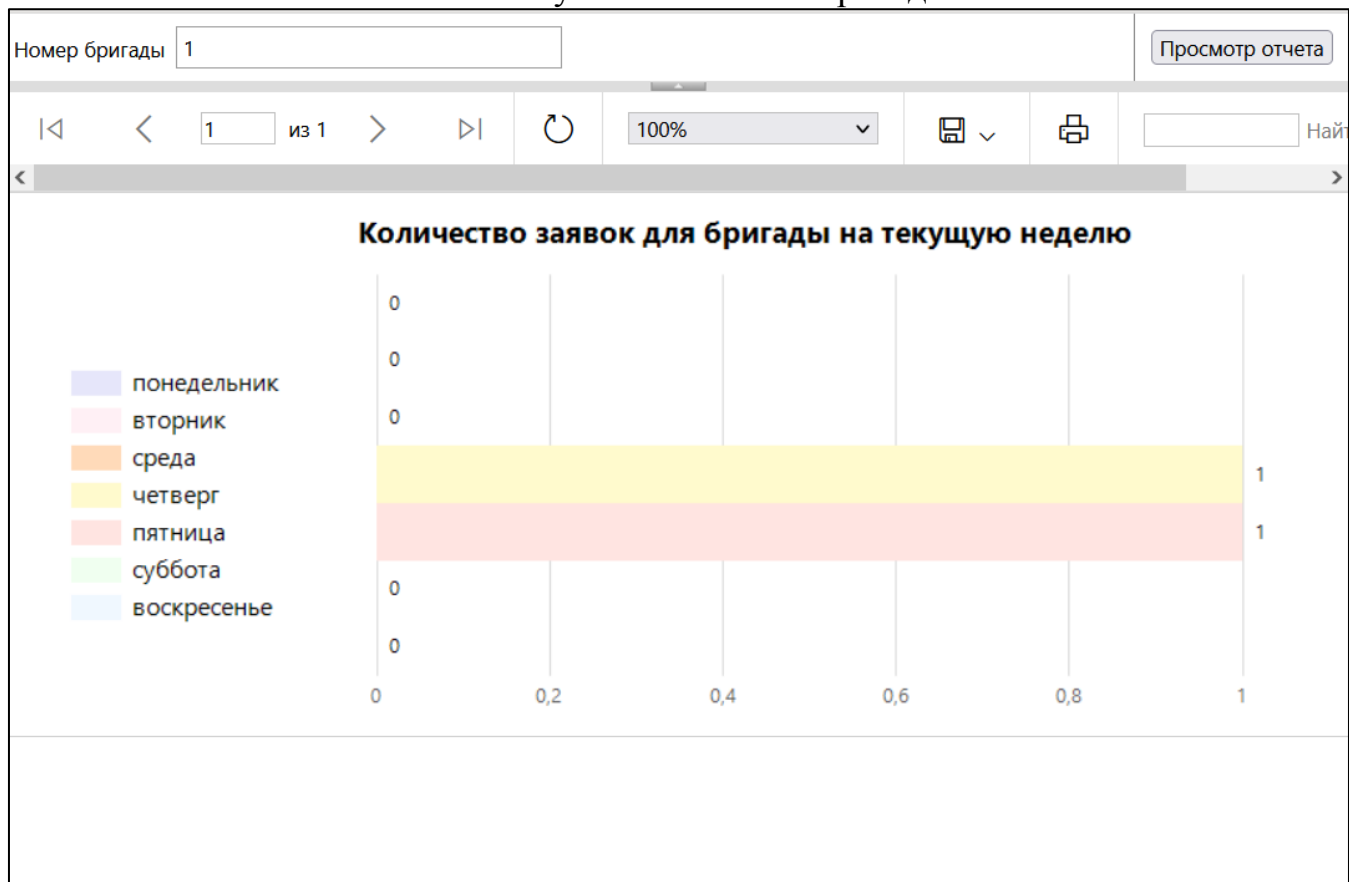 Номер бригады 1 Просмотр отчета
1 из 1 100% Най
Количество заявок для бригады на текущую неделю
0
0
понедельник
вторник 0
среда
четверг 1
пятница 1
суббота 0
воскресенье
0
0 0,2 0,4 0,6 0,8 1